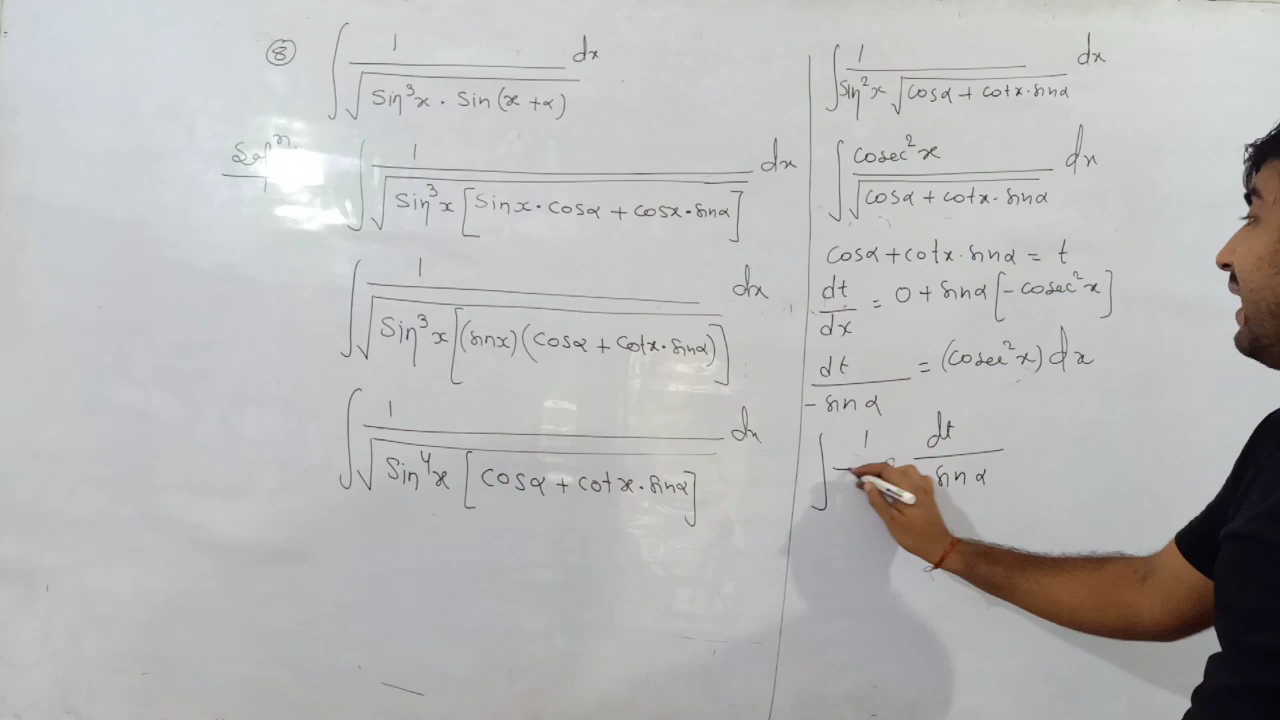 ⑧ ∫ 1 / √(Sin³x · Sin(x+α)) dx
Solⁿ. ∫ 1 / √(Sin³x [Sinx·cosα + cosx·sinα]) dx
∫ 1 / √(Sin³x [(sinx)(cosα + cotx·sinα)]) dx
∫ 1 / √(Sin⁴x [cosα + cotx·sinα]) dx
∫ 1 / (Sin²x √(cosα + cotx·sinα)) dx
∫ cosec²x / √(cosα + cotx·sinα) dx
cosα + cotx·sinα = t
dt/dx = 0 + sinα [-cosec²x]
dt / -sinα = (cosec²x) dx
∫ 1 / dt / sinα